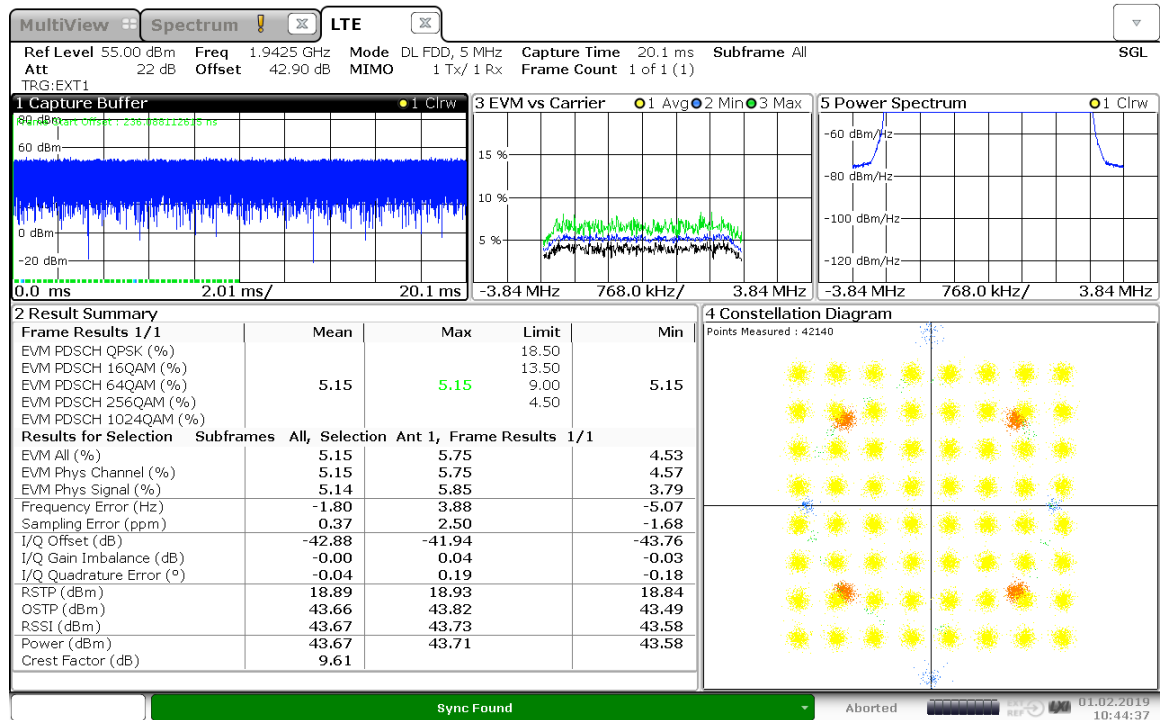 MultiView Spectrum LTE
Ref Level 55.00 dBm Freq 1.9425 GHz Mode DL FDD, 5 MHz Capture Time 20.1 ms Subframe All SGL
Att 22 dB Offset 42.90 dB MIMO 1 Tx/ 1 Rx Frame Count 1 of 1 (1)
TRG:EXT1
1 Capture Buffer 1 Clrw
80 dBm
Frame Start Offset : 236.088112615 ns
60 dBm
0 dBm
-20 dBm
0.0 ms 2.01 ms/ 20.1 ms
3 EVM vs Carrier 1 Avg 2 Min 3 Max
15 %
10 %
5 %
-3.84 MHz 768.0 kHz/ 3.84 MHz
5 Power Spectrum 1 Clrw
-60 dBm/Hz
-80 dBm/Hz
-100 dBm/Hz
-120 dBm/Hz
-3.84 MHz 768.0 kHz/ 3.84 MHz
2 Result Summary
Frame Results 1/1 Mean Max Limit Min
EVM PDSCH QPSK (%) 18.50
EVM PDSCH 16QAM (%) 13.50
EVM PDSCH 64QAM (%) 5.15 5.15 9.00 5.15
EVM PDSCH 256QAM (%) 4.50
EVM PDSCH 1024QAM (%)
Results for Selection Subframes All, Selection Ant 1, Frame Results 1/1
EVM All (%) 5.15 5.75 4.53
EVM Phys Channel (%) 5.15 5.75 4.57
EVM Phys Signal (%) 5.14 5.85 3.79
Frequency Error (Hz) -1.80 3.88 -5.07
Sampling Error (ppm) 0.37 2.50 -1.68
I/Q Offset (dB) -42.88 -41.94 -43.76
I/Q Gain Imbalance (dB) -0.00 0.04 -0.03
I/Q Quadrature Error (º) -0.04 0.19 -0.18
RSTP (dBm) 18.89 18.93 18.84
OSTP (dBm) 43.66 43.82 43.49
RSSI (dBm) 43.67 43.73 43.58
Power (dBm) 43.67 43.71 43.58
Crest Factor (dB) 9.61
4 Constellation Diagram
Points Measured : 42140
Sync Found
Aborted
EXT REF
LXI
01.02.2019
10:44:37